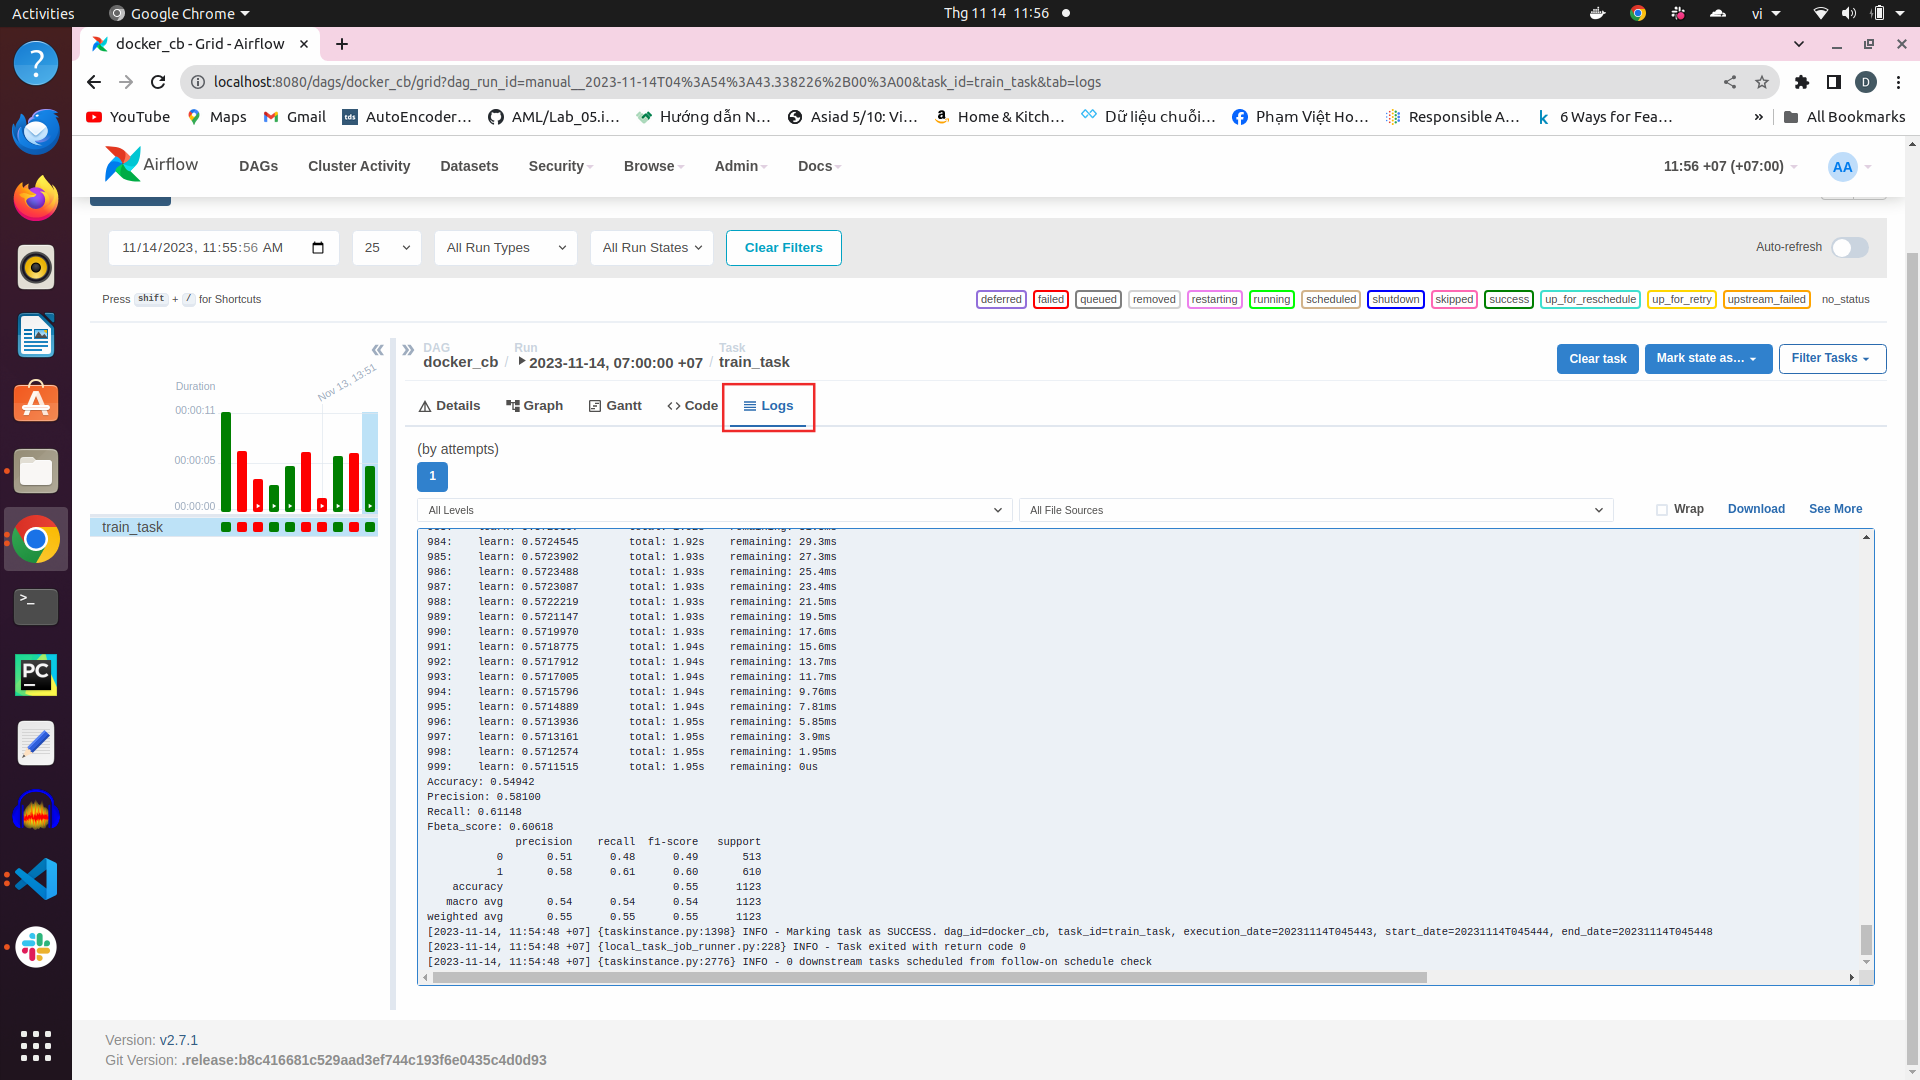 Activities
Google Chrome
Thg 11 14 11:56
vi
docker_cb - Grid - Airflow
localhost:8080/dags/docker_cb/grid?dag_run_id=manual__2023-11-14T04%3A54%3A43.338226%2B00%3A00&task_id=train_task&tab=logs
D
YouTube
Maps
Gmail
tds
AutoEncoder…
AML/Lab_05.i…
Hướng dẫn N…
Asiad 5/10: Vi…
Home & Kitch…
Dữ liệu chuỗi…
Phạm Việt Ho…
Responsible A…
k
6 Ways for Fea…
»
All Bookmarks
Airflow
DAGs
Cluster Activity
Datasets
Security
Browse
Admin
Docs
11:56 +07 (+07:00)
AA
11/14/2023, 11:55:56 AM
25
All Run Types
All Run States
Clear Filters
Auto-refresh
Press shift + / for Shortcuts
deferred
failed
queued
removed
restarting
running
scheduled
shutdown
skipped
success
up_for_reschedule
up_for_retry
upstream_failed
no_status
DAG
docker_cb
/
Run
2023-11-14, 07:00:00 +07
/
Task
train_task
Clear task
Mark state as…
Filter Tasks
Duration
Nov 13, 13:51
00:00:11
00:00:05
00:00:00
train_task
Details
Graph
Gantt
Code
Logs
(by attempts)
1
All Levels
All File Sources
Wrap
Download
See More
984: learn: 0.5724545 total: 1.92s remaining: 29.3ms
985: learn: 0.5723902 total: 1.93s remaining: 27.3ms
986: learn: 0.5723488 total: 1.93s remaining: 25.4ms
987: learn: 0.5723087 total: 1.93s remaining: 23.4ms
988: learn: 0.5722219 total: 1.93s remaining: 21.5ms
989: learn: 0.5721147 total: 1.93s remaining: 19.5ms
990: learn: 0.5719970 total: 1.93s remaining: 17.6ms
991: learn: 0.5718775 total: 1.94s remaining: 15.6ms
992: learn: 0.5717912 total: 1.94s remaining: 13.7ms
993: learn: 0.5717005 total: 1.94s remaining: 11.7ms
994: learn: 0.5715796 total: 1.94s remaining: 9.76ms
995: learn: 0.5714889 total: 1.94s remaining: 7.81ms
996: learn: 0.5713936 total: 1.95s remaining: 5.85ms
997: learn: 0.5713161 total: 1.95s remaining: 3.9ms
998: learn: 0.5712574 total: 1.95s remaining: 1.95ms
999: learn: 0.5711515 total: 1.95s remaining: 0us
Accuracy: 0.54942
Precision: 0.58100
Recall: 0.61148
Fbeta_score: 0.60618
precision recall f1-score support
0 0.51 0.48 0.49 513
1 0.58 0.61 0.60 610
accuracy 0.55 1123
macro avg 0.54 0.54 0.54 1123
weighted avg 0.55 0.55 0.55 1123
[2023-11-14, 11:54:48 +07] {taskinstance.py:1398} INFO - Marking task as SUCCESS. dag_id=docker_cb, task_id=train_task, execution_date=20231114T045443, start_date=20231114T045444, end_date=20231114T045448
[2023-11-14, 11:54:48 +07] {local_task_job_runner.py:228} INFO - Task exited with return code 0
[2023-11-14, 11:54:48 +07] {taskinstance.py:2776} INFO - 0 downstream tasks scheduled from follow-on schedule check
Version: v2.7.1
Git Version: .release:b8c416681c529aad3ef744c193f6e0435c4d0d93
PC